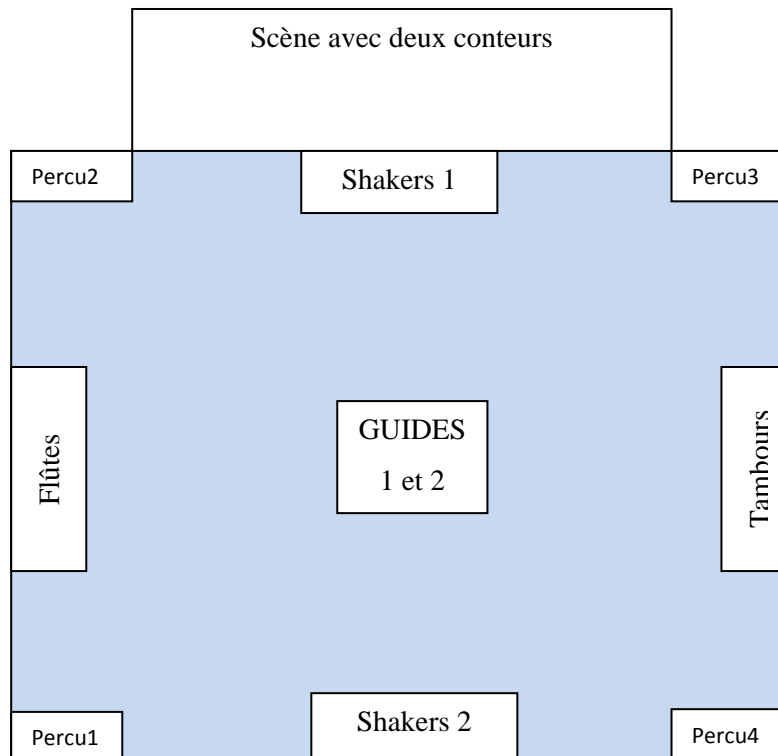 Scène avec deux conteurs
Percu2
Shakers 1
Percu3
Flûtes
GUIDES
1 et 2
Tambours
Percu1
Shakers 2
Percu4